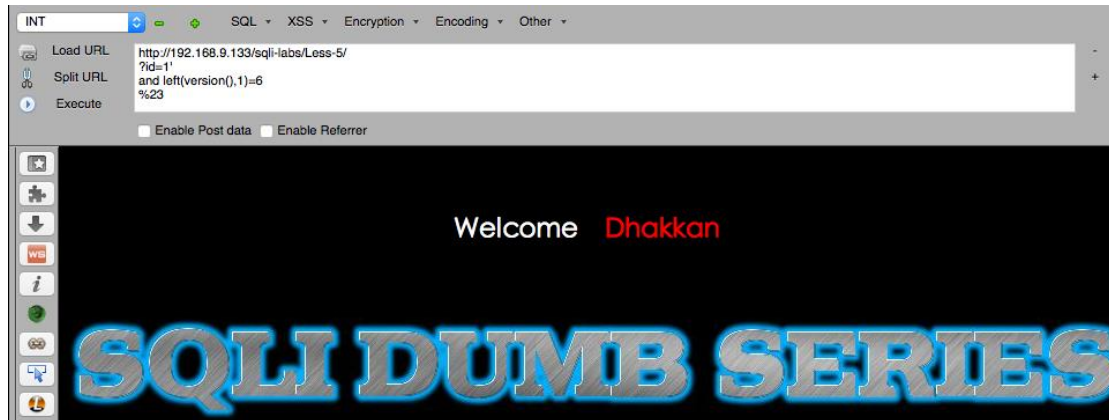 INT SQL XSS Encryption Encoding Other
Load URL
Split URL
Execute
http://192.168.9.133/sqli-labs/Less-5/
?id=1'
and left(version(),1)=6
%23
-
+
Enable Post data Enable Referrer
Welcome Dhakkan
SQLI DUMB SERIES